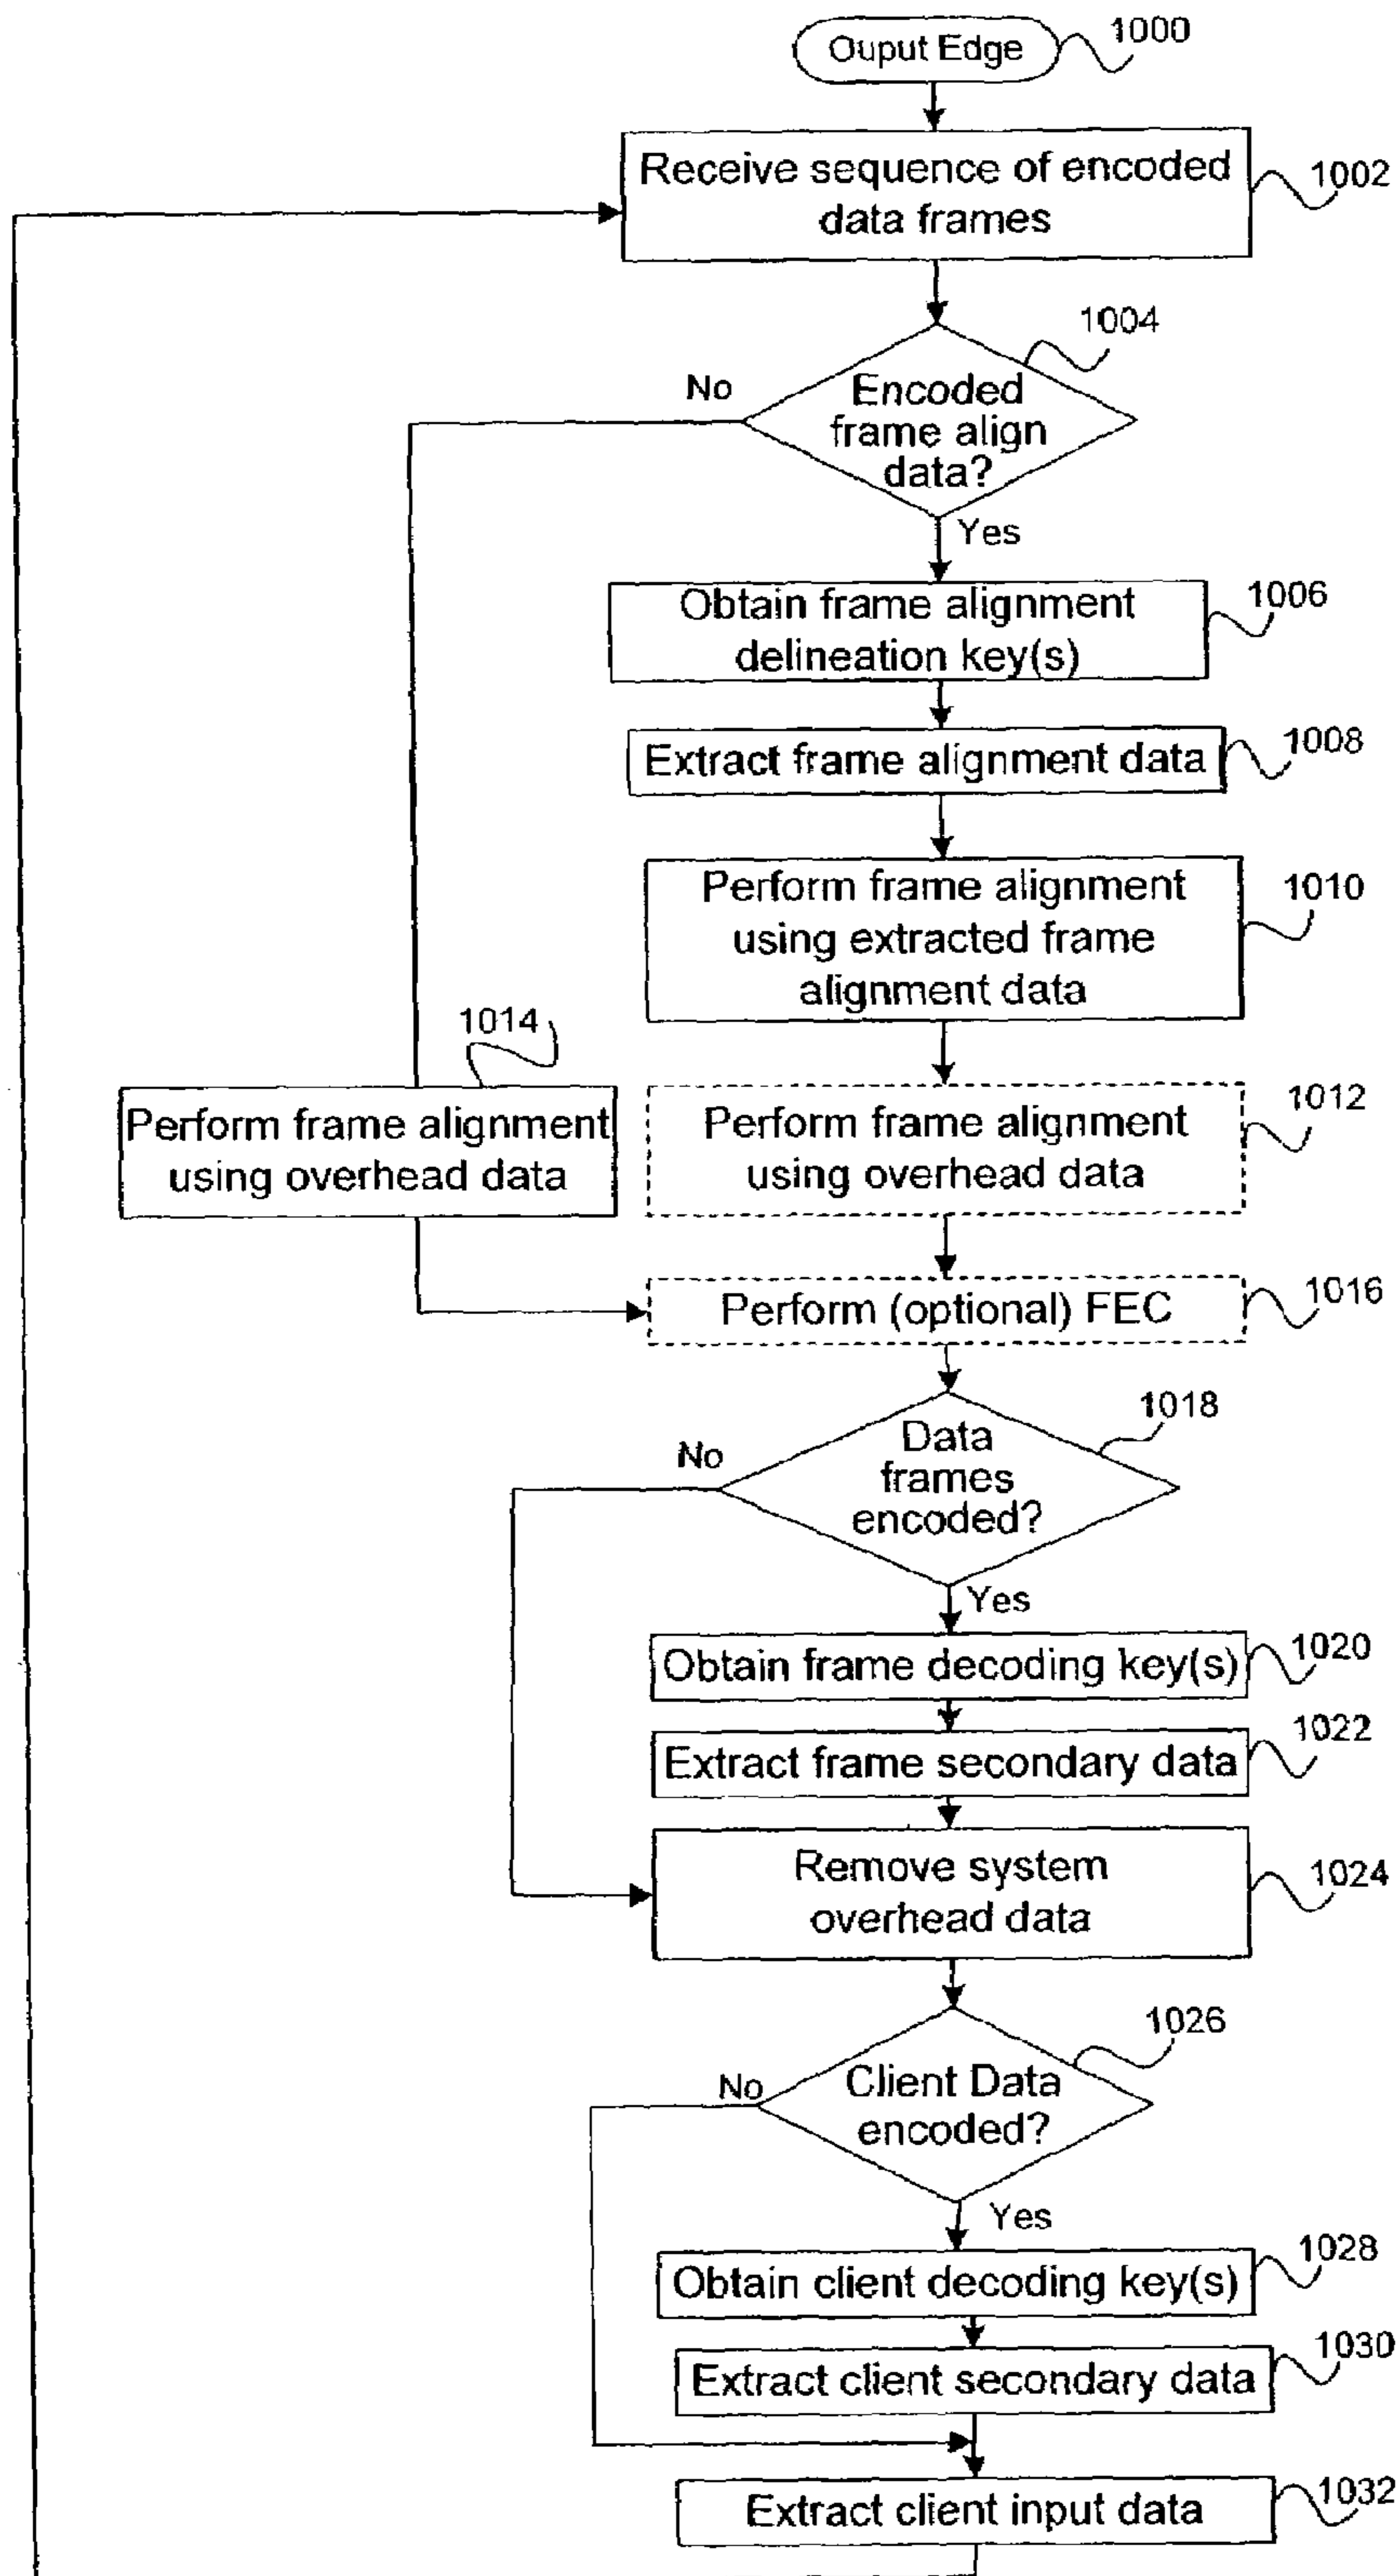 Ouput Edge
1000
Receive sequence of encoded
data frames
1002
1004
No
Encoded
frame align
data?
Yes
Obtain frame alignment
delineation key(s)
1006
Extract frame alignment data
1008
Perform frame alignment
using extracted frame
alignment data
1010
1014
Perform frame alignment
using overhead data
Perform frame alignment
using overhead data
1012
Perform (optional) FEC
1016
1018
No
Data
frames
encoded?
Yes
Obtain frame decoding key(s)
1020
Extract frame secondary data
1022
Remove system
overhead data
1024
1026
No
Client Data
encoded?
Yes
Obtain client decoding key(s)
1028
Extract client secondary data
1030
Extract client input data
1032